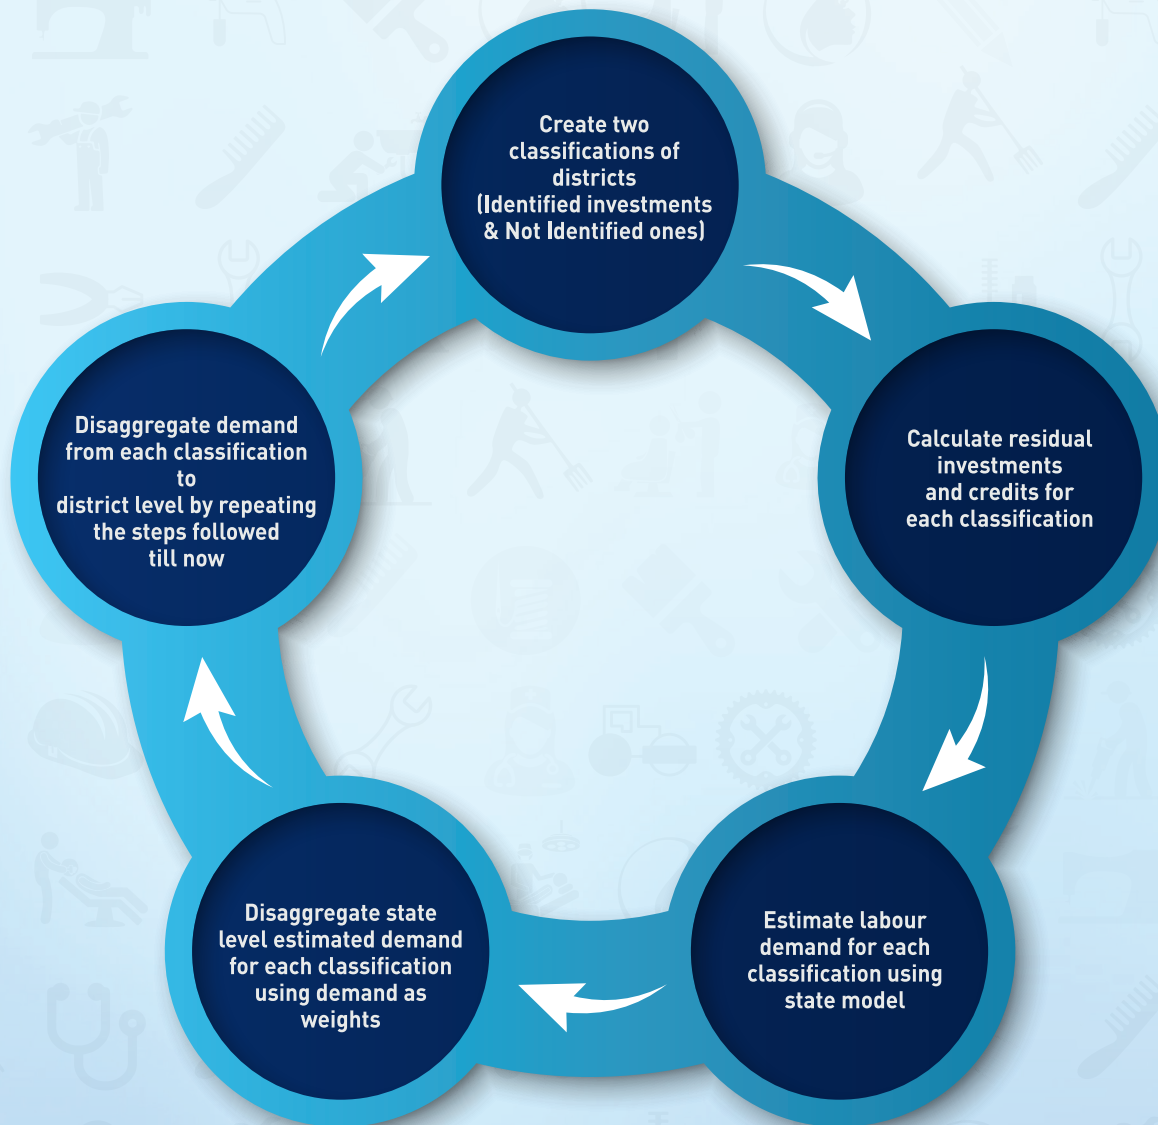 Create two
classifications of
districts
(Identified investments
& Not Identified ones)
Calculate residual
investments
and credits for
each classification
Estimate labour
demand for each
classification using
state model
Disaggregate state
level estimated demand
for each classification
using demand as
weights
Disaggregate demand
from each classification
to
district level by repeating
the steps followed
till now